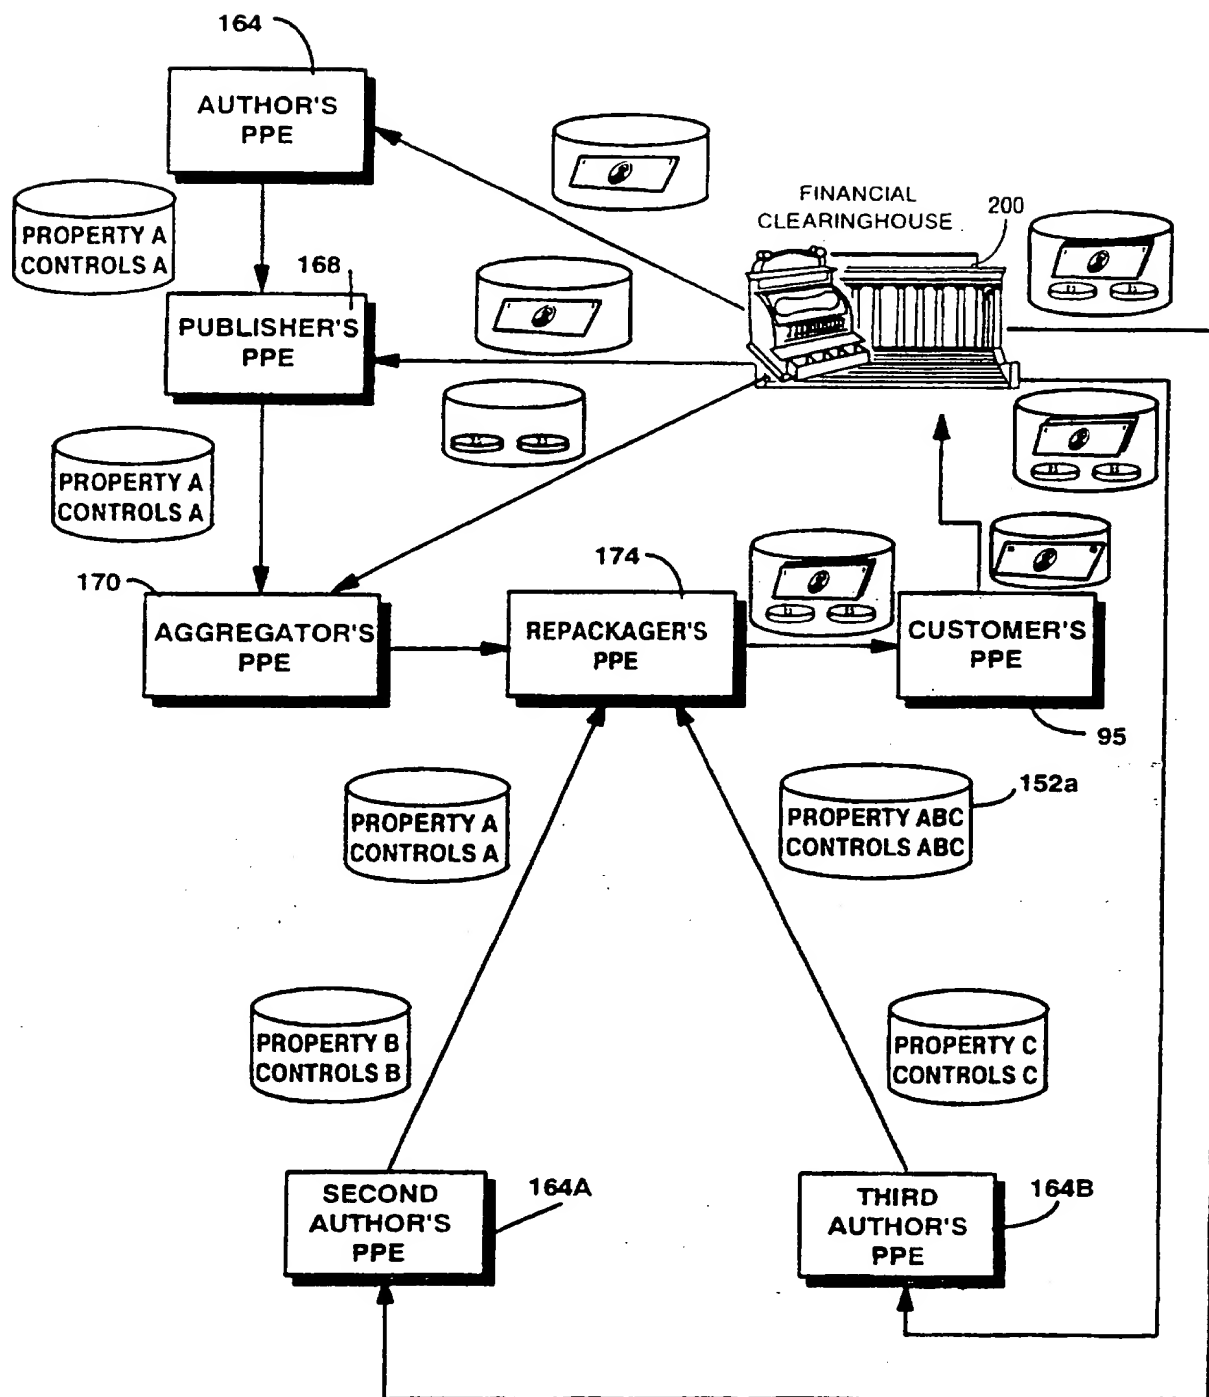 164
AUTHOR'S
PPE
FINANCIAL
CLEARINGHOUSE
200
PROPERTY A
CONTROLS A
168
PUBLISHER'S
PPE
PROPERTY A
CONTROLS A
170
174
AGGREGATOR'S
PPE
REPACKAGER'S
PPE
CUSTOMER'S
PPE
95
PROPERTY A
CONTROLS A
PROPERTY ABC
CONTROLS ABC
152a
PROPERTY B
CONTROLS B
PROPERTY C
CONTROLS C
SECOND
AUTHOR'S
PPE
164A
THIRD
AUTHOR'S
PPE
164B